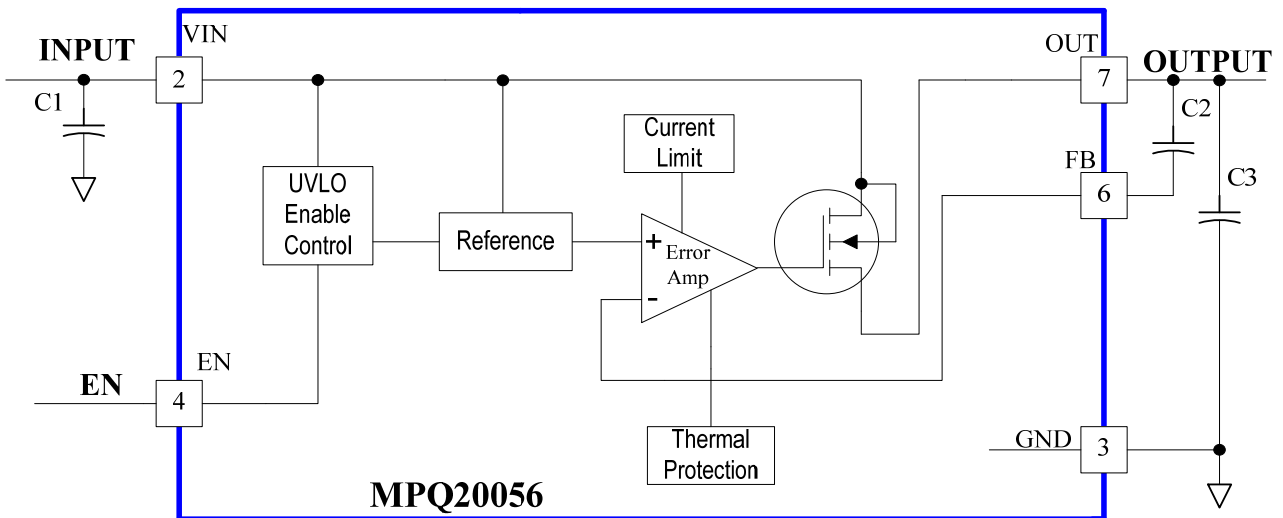 INPUT
VIN
2
C1
OUT
7
OUTPUT
C2
Current
Limit
FB
6
C3
UVLO
Enable
Control
Reference
+
Error
Amp
-
EN
EN
4
Thermal
Protection
GND
3
MPQ20056